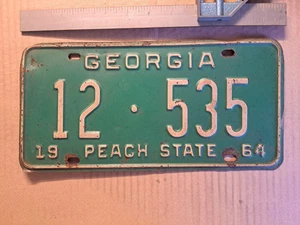 GEORGIA
12 · 535
19 PEACH STATE 64